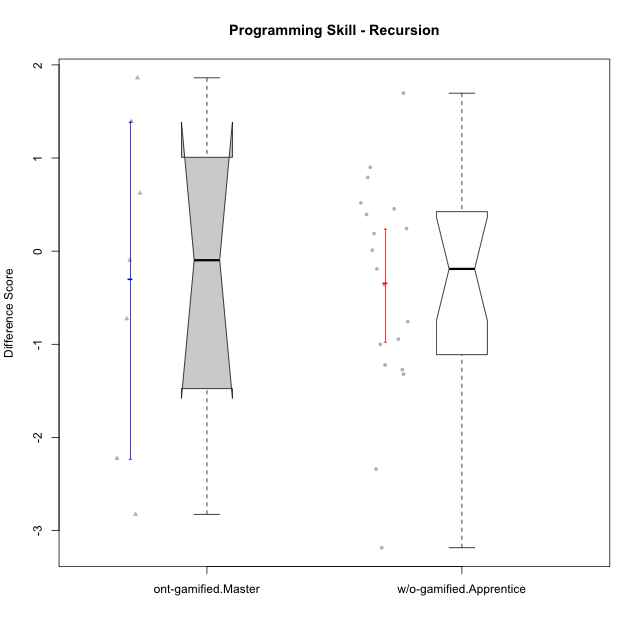 Programming Skill - Recursion
Difference Score
2
1
0
-1
-2
-3
ont-gamified.Master
w/o-gamified.Apprentice